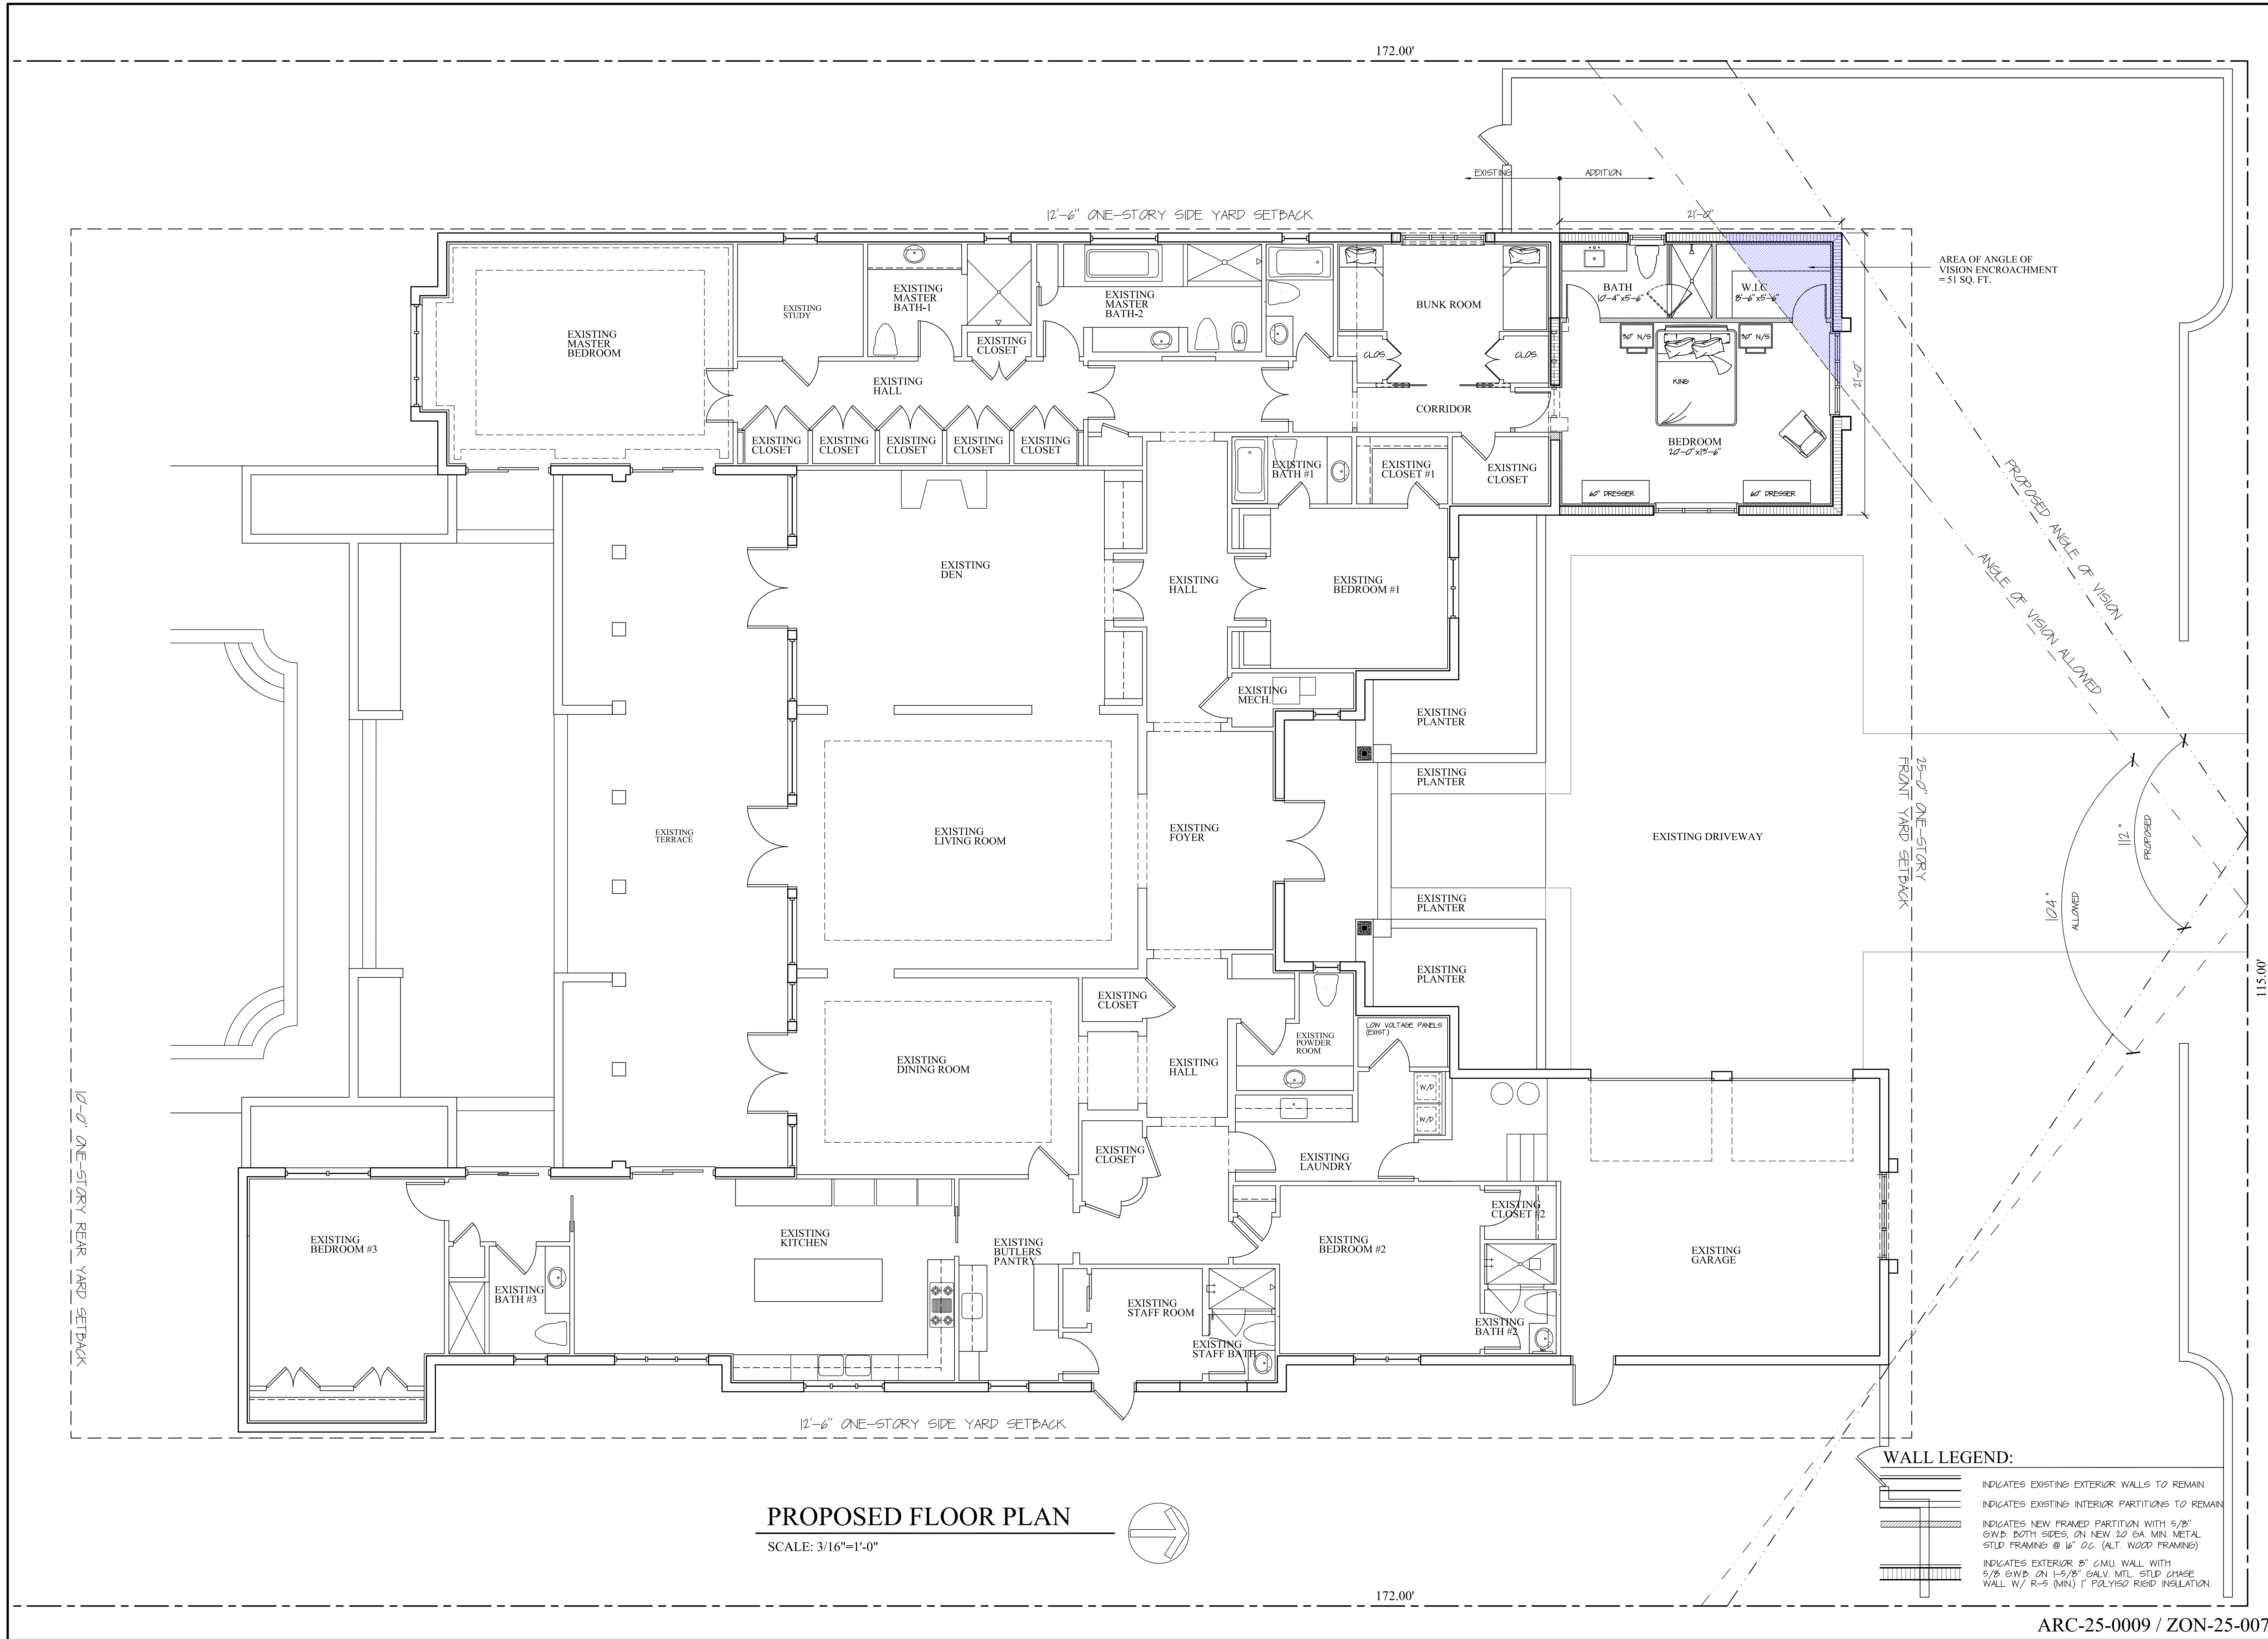 172.00'
EXISTING
ADDITION
12'-6" ONE-STORY SIDE YARD SETBACK
21'-0"
AREA OF ANGLE OF
VISION ENCROACHMENT
= 51 SQ. FT.
EXISTING
MASTER
BEDROOM
EXISTING
STUDY
EXISTING
MASTER
BATH-1
EXISTING
CLOSET
EXISTING
MASTER
BATH-2
BUNK ROOM
CLOS.
CLOS.
BATH
10'-4"x5'-6"
W.I.C
8'-6"x5'-6"
30" N/S
30" N/S
KING
21'-0"
EXISTING
HALL
CORRIDOR
EXISTING
CLOSET
EXISTING
CLOSET
EXISTING
CLOSET
EXISTING
CLOSET
EXISTING
CLOSET
EXISTING
BATH #1
EXISTING
CLOSET #1
EXISTING
CLOSET
BEDROOM
20'-0"x13'-6"
60" DRESSER
60" DRESSER
PROPOSED ANGLE OF VISION
ANGLE OF VISION ALLOWED
EXISTING
DEN
EXISTING
HALL
EXISTING
BEDROOM #1
EXISTING
MECH.
EXISTING
PLANTER
EXISTING
PLANTER
25'-0" ONE-STORY
FRONT YARD SETBACK
EXISTING
TERRACE
EXISTING
LIVING ROOM
EXISTING
FOYER
EXISTING DRIVEWAY
112°
PROPOSED
104°
ALLOWED
EXISTING
PLANTER
EXISTING
PLANTER
115.00'
EXISTING
CLOSET
EXISTING
POWDER
ROOM
LOW VOLTAGE PANELS
(EXIST.)
EXISTING
DINING ROOM
EXISTING
HALL
W/D
W/D
10'-0" ONE-STORY REAR YARD SETBACK
EXISTING
CLOSET
EXISTING
LAUNDRY
EXISTING
BEDROOM #3
EXISTING
BATH #3
EXISTING
KITCHEN
EXISTING
BUTLERS
PANTRY
EXISTING
STAFF ROOM
EXISTING
STAFF BATH
EXISTING
BEDROOM #2
EXISTING
CLOSET #2
EXISTING
BATH #2
EXISTING
GARAGE
12'-6" ONE-STORY SIDE YARD SETBACK
WALL LEGEND:
INDICATES EXISTING EXTERIOR WALLS TO REMAIN
INDICATES EXISTING INTERIOR PARTITIONS TO REMAIN
INDICATES NEW FRAMED PARTITION WITH 5/8"
G.W.B. BOTH SIDES, ON NEW 20 GA. MIN. METAL
STUD FRAMING @ 16" O.C. (ALT. WOOD FRAMING)
INDICATES EXTERIOR 8" C.M.U. WALL WITH
5/8 G.W.B. ON 1-5/8" GALV. MTL. STUD CHASE
WALL W/ R-5 (MIN.) 1" POLYISO RIGID INSULATION.
PROPOSED FLOOR PLAN
SCALE: 3/16"=1'-0"
172.00'
ARC-25-0009 / ZON-25-007